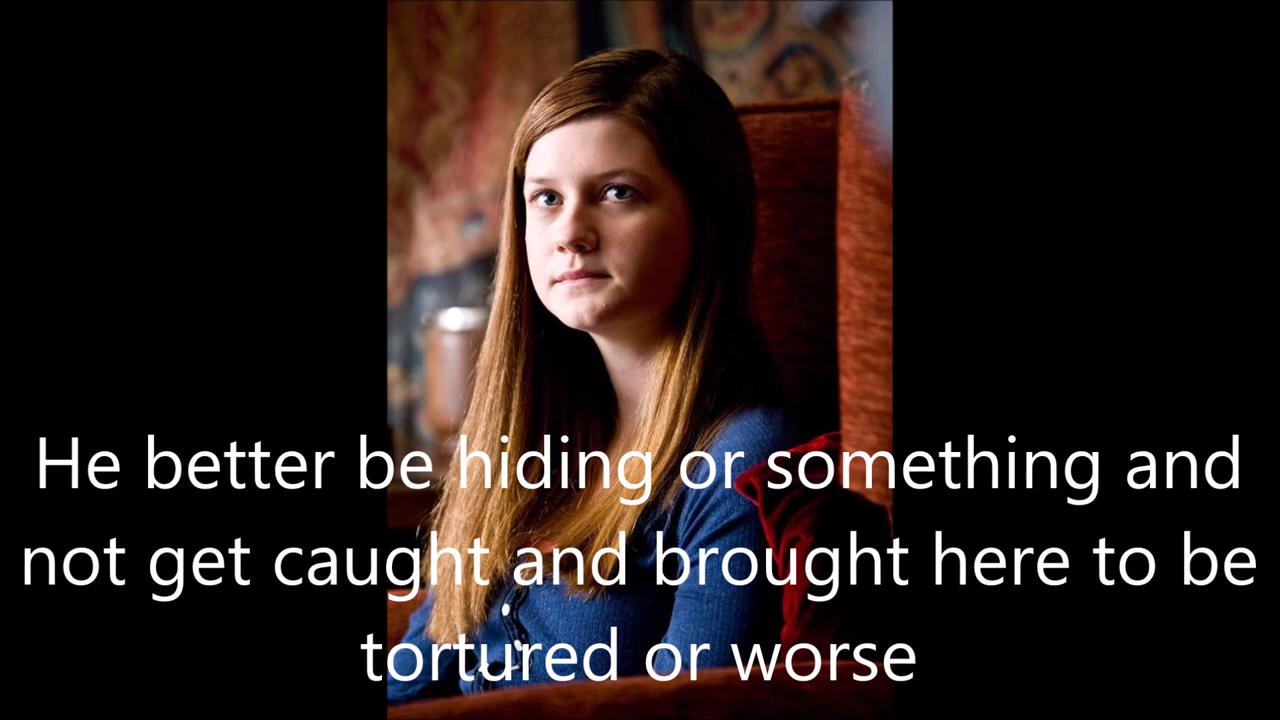 He better be hiding or something and
not get caught and brought here to be
tortured or worse